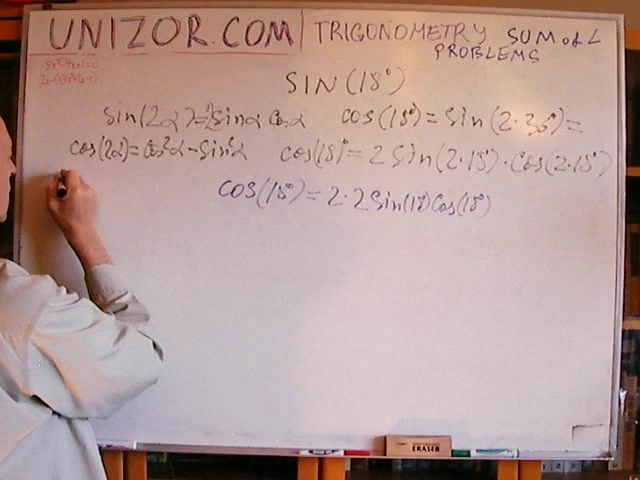 UNIZOR.COM | TRIGONOMETRY SUM of ∠
PROBLEMS
SIN(18°)
sin(2α)=2sinα cosα cos(18°)=sin(2·36°)=
cos(2α)=cos²α-sin²α cos(18)°=2sin(2·18°)·cos(2·18°)
cos(18°)=2·2sin(18°)cos(18°)
ERASER